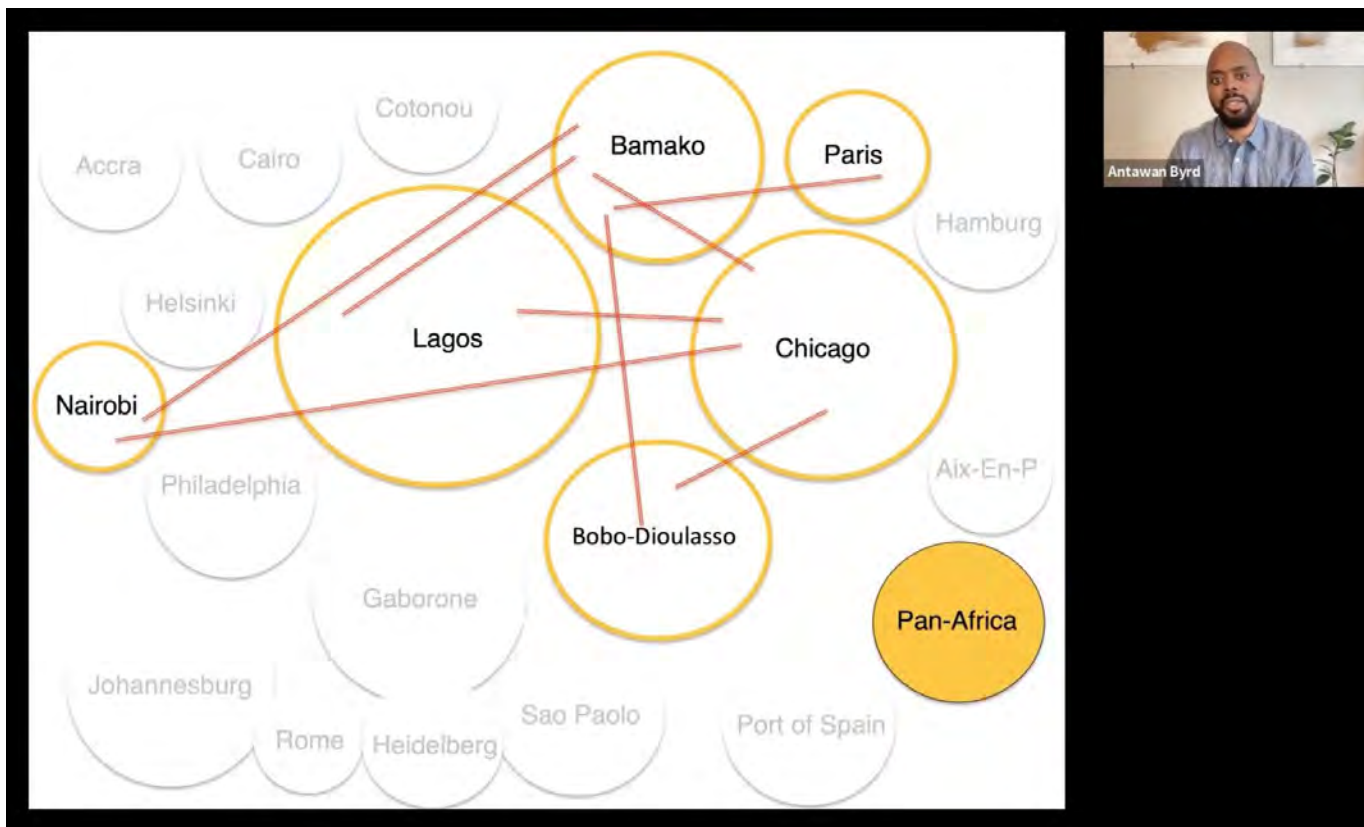 Cotonou
Accra
Cairo
Bamako
Paris
Antawan Byrd
Hamburg
Helsinki
Lagos
Chicago
Nairobi
Philadelphia
Aix-En-P
Bobo-Dioulasso
Gaborone
Pan-Africa
Johannesburg
Rome
Heidelberg
Sao Paolo
Port of Spain